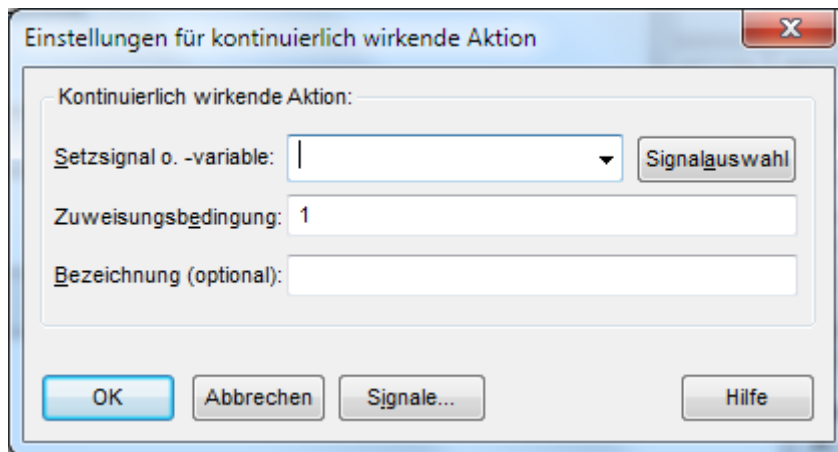 Einstellungen für kontinuierlich wirkende Aktion
Kontinuierlich wirkende Aktion:
Setzsignal o. -variable: Signalauswahl
Zuweisungsbedingung: 1
Bezeichnung (optional):
OK Abbrechen Signale... Hilfe